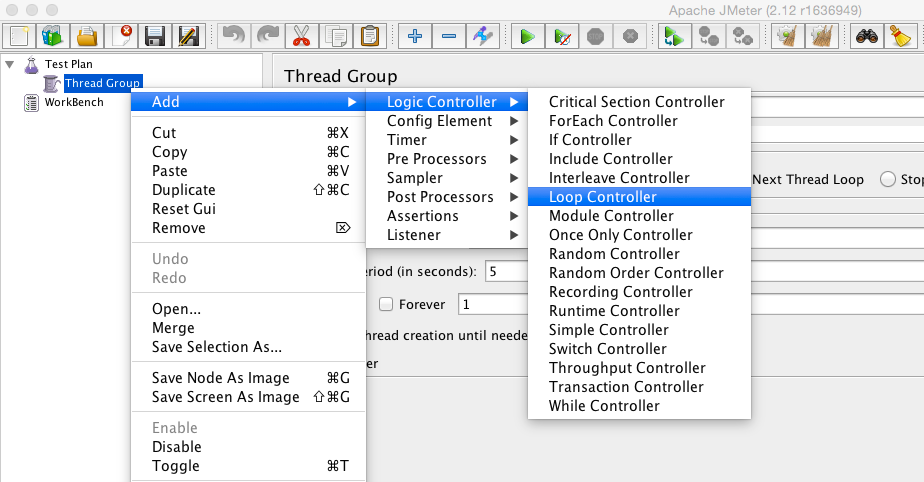 Apache JMeter (2.12 r1636949)
Test Plan
Thread Group
WorkBench
Thread Group
Add
Cut ⌘X
Copy ⌘C
Paste ⌘V
Duplicate ⇧⌘C
Reset Gui
Remove ⌦
Undo
Redo
Open...
Merge
Save Selection As...
Save Node As Image ⌘G
Save Screen As Image ⇧⌘G
Enable
Disable
Toggle ⌘T
Logic Controller
Config Element
Timer
Pre Processors
Sampler
Post Processors
Assertions
Listener
Critical Section Controller
ForEach Controller
If Controller
Include Controller
Interleave Controller
Loop Controller
Module Controller
Once Only Controller
Random Controller
Random Order Controller
Recording Controller
Runtime Controller
Simple Controller
Switch Controller
Throughput Controller
Transaction Controller
While Controller
Next Thread Loop
(in seconds): 5
Forever 1
creation until